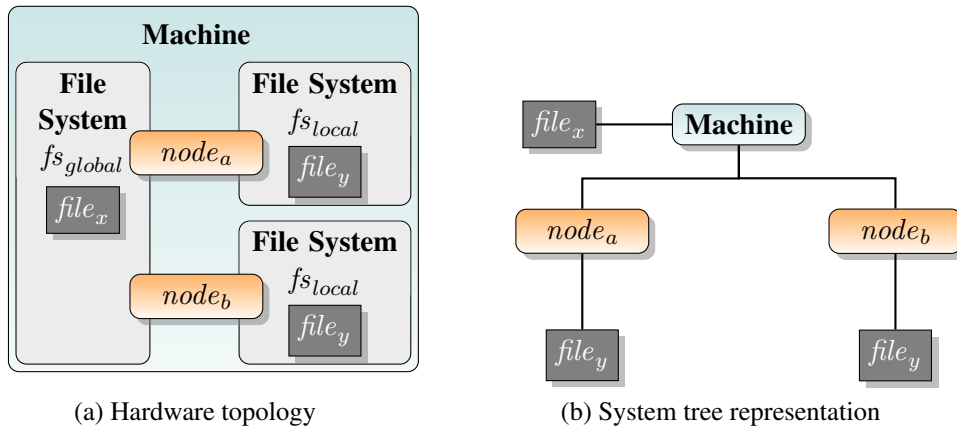 Machine
File
System
fs_global
file_x
File System
fs_local
file_y
node_a
File System
fs_local
file_y
node_b
(a) Hardware topology
file_x
Machine
node_a
node_b
file_y
file_y
(b) System tree representation